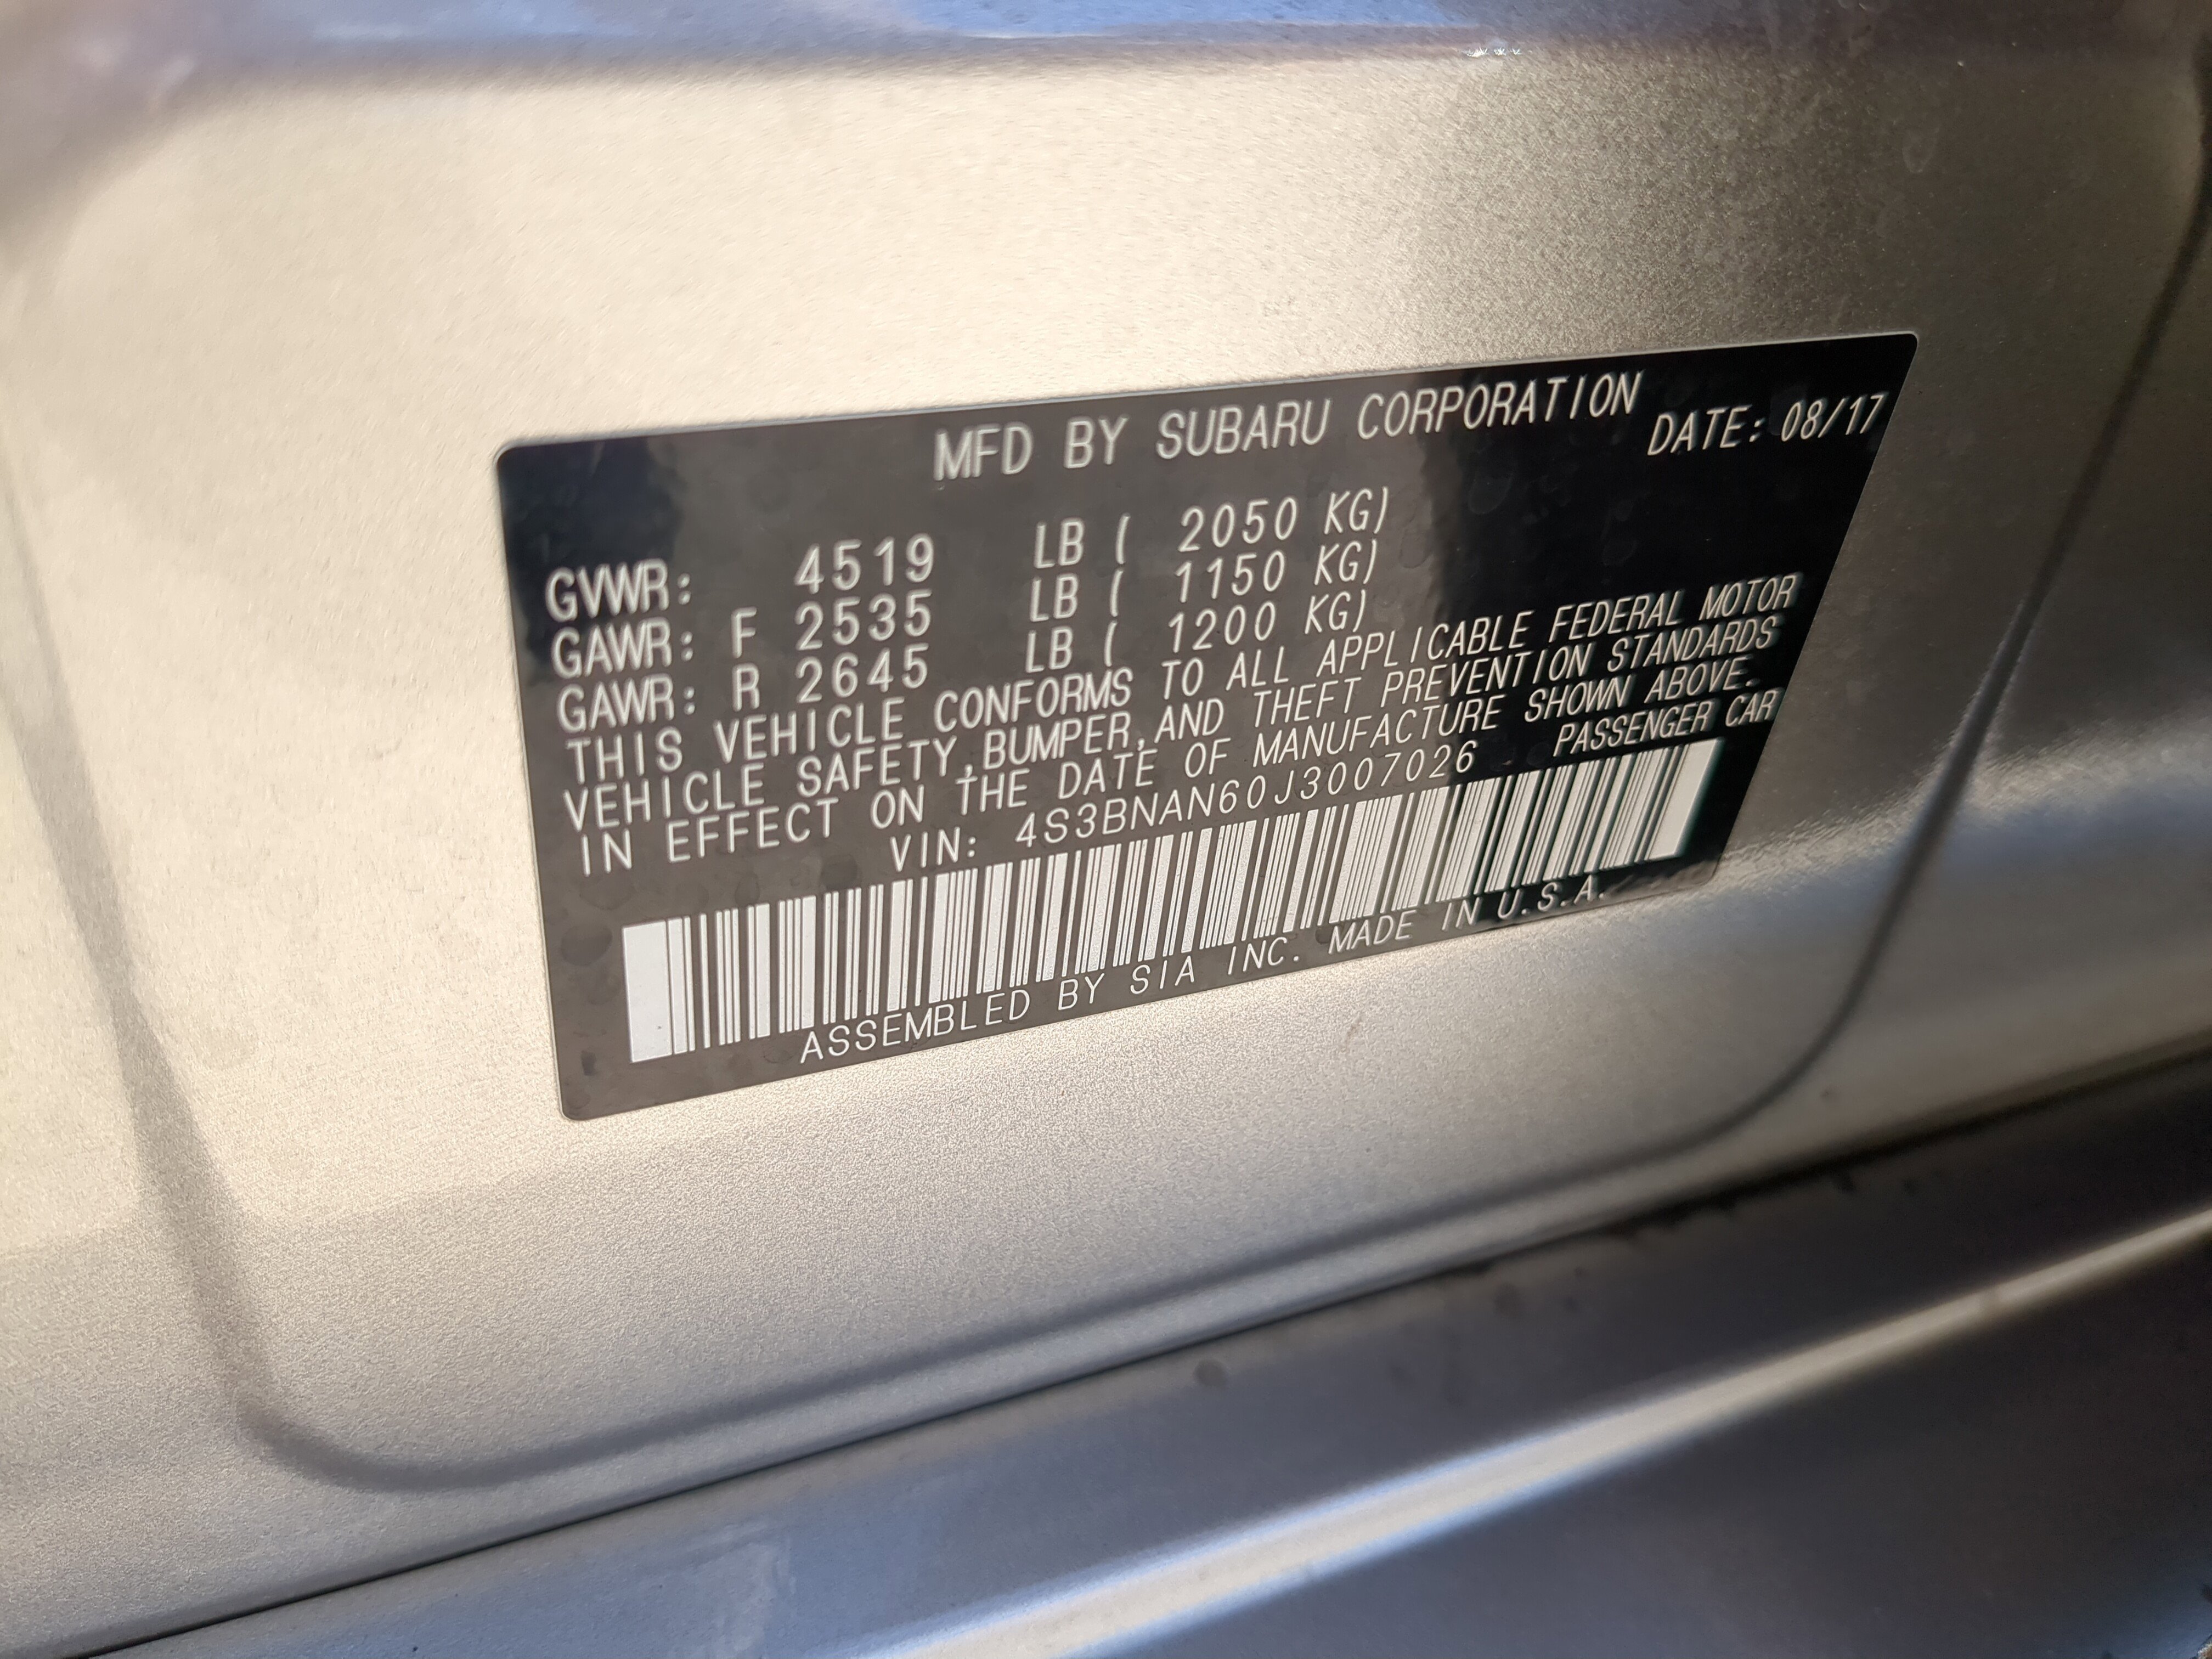 MFD BY SUBARU CORPORATION DATE: 08/17
GVWR: 4519 LB ( 2050 KG)
GAWR: F 2535 LB ( 1150 KG)
GAWR: R 2645 LB ( 1200 KG)
THIS VEHICLE CONFORMS TO ALL APPLICABLE FEDERAL MOTOR
VEHICLE SAFETY,BUMPER,AND THEFT PREVENTION STANDARDS
IN EFFECT ON THE DATE OF MANUFACTURE SHOWN ABOVE.
VIN: 4S3BNAN60J3007026 PASSENGER CAR
ASSEMBLED BY SIA INC. MADE IN U.S.A.